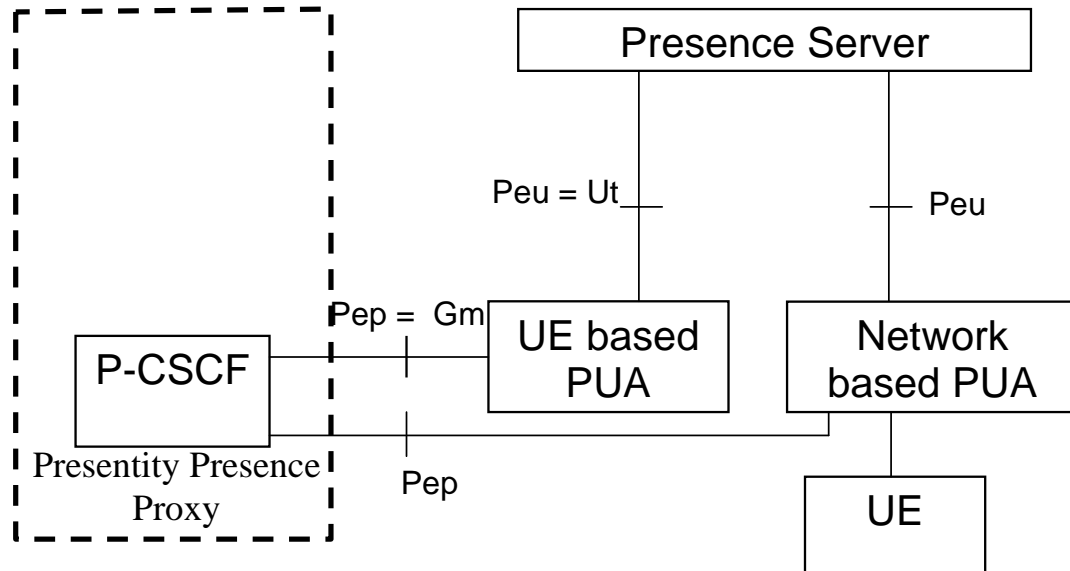 Presence Server
Peu = Ut
Peu
Pep = Gm
UE based
PUA
Network
based PUA
P-CSCF
Presentity Presence
Proxy
Pep
UE